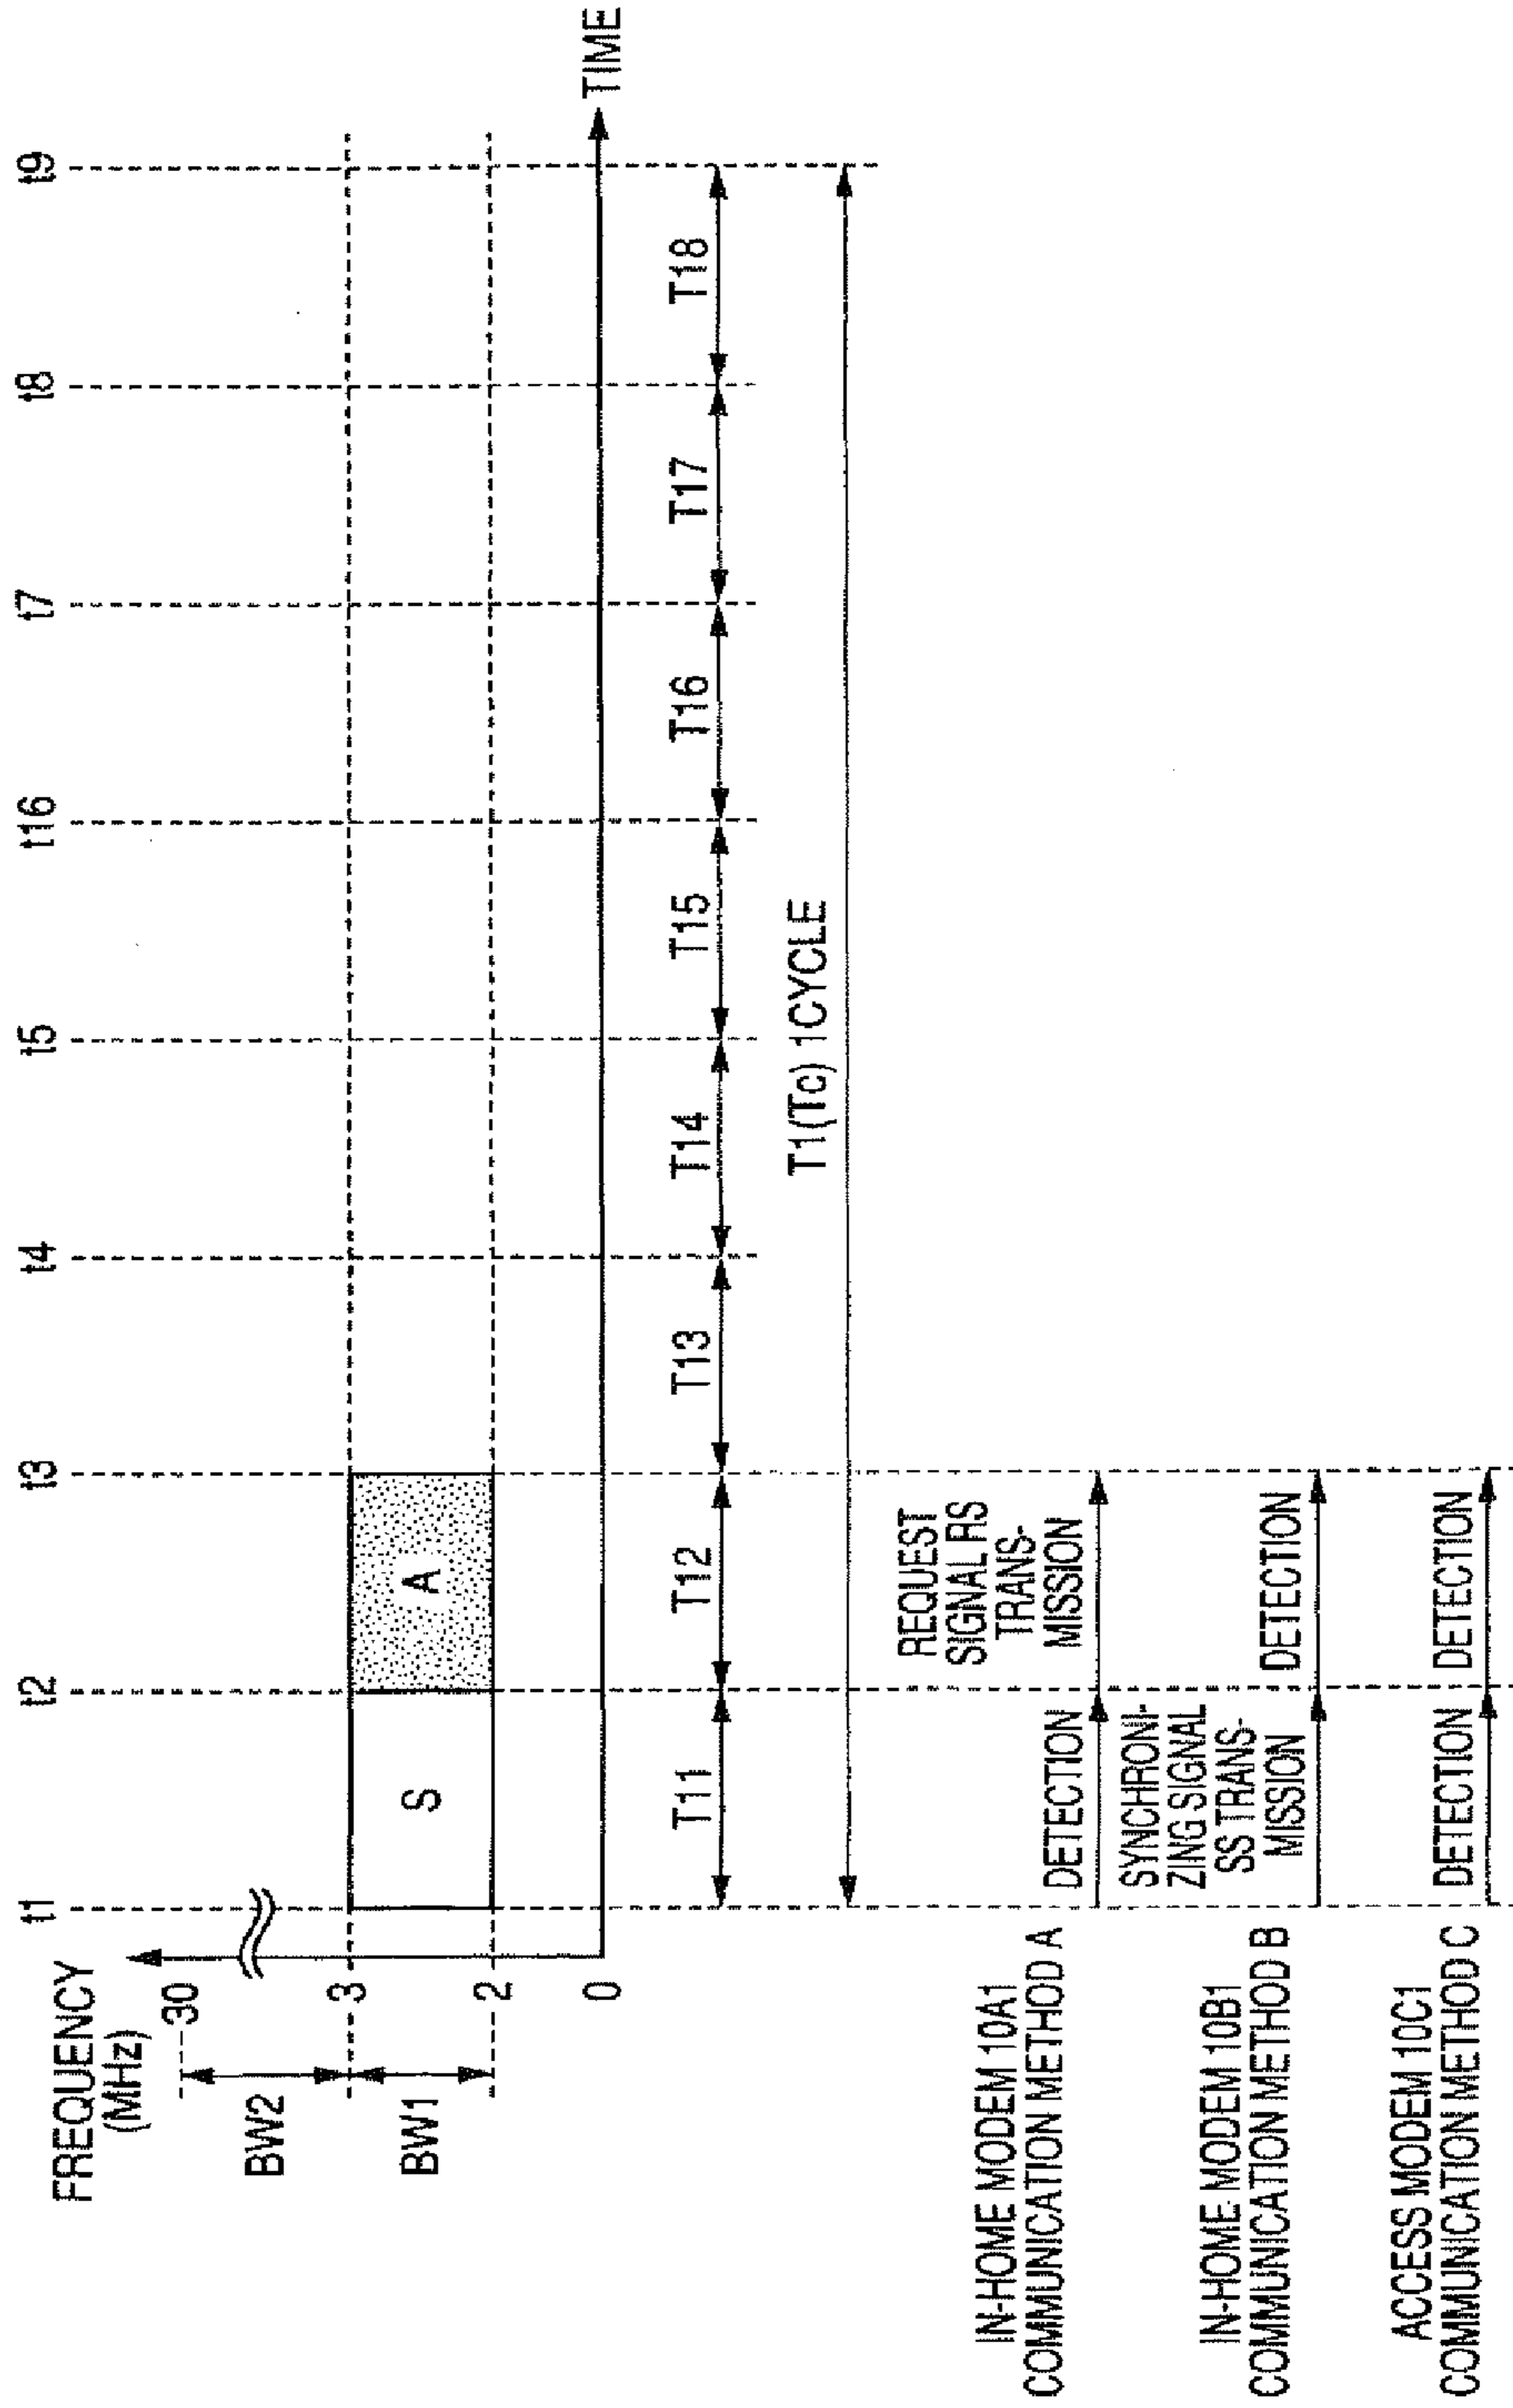 t1
t2
t3
t4
t5
t16
t7
t8
t9
FREQUENCY
(MHz)
30
3
2
0
BW2
BW1
S
A
TIME
T11
T12
T13
T14
T15
T16
T17
T18
T1(Tc) 1CYCLE
IN-HOME MODEM 10A1
COMMUNICATION METHOD A
DETECTION
REQUEST
SIGNAL RS
TRANS-
MISSION
IN-HOME MODEM 10B1
COMMUNICATION METHOD B
SYNCHRONI-
ZING SIGNAL
SS TRANS-
MISSION
DETECTION
ACCESS MODEM 10C1
COMMUNICATION METHOD C
DETECTION
DETECTION